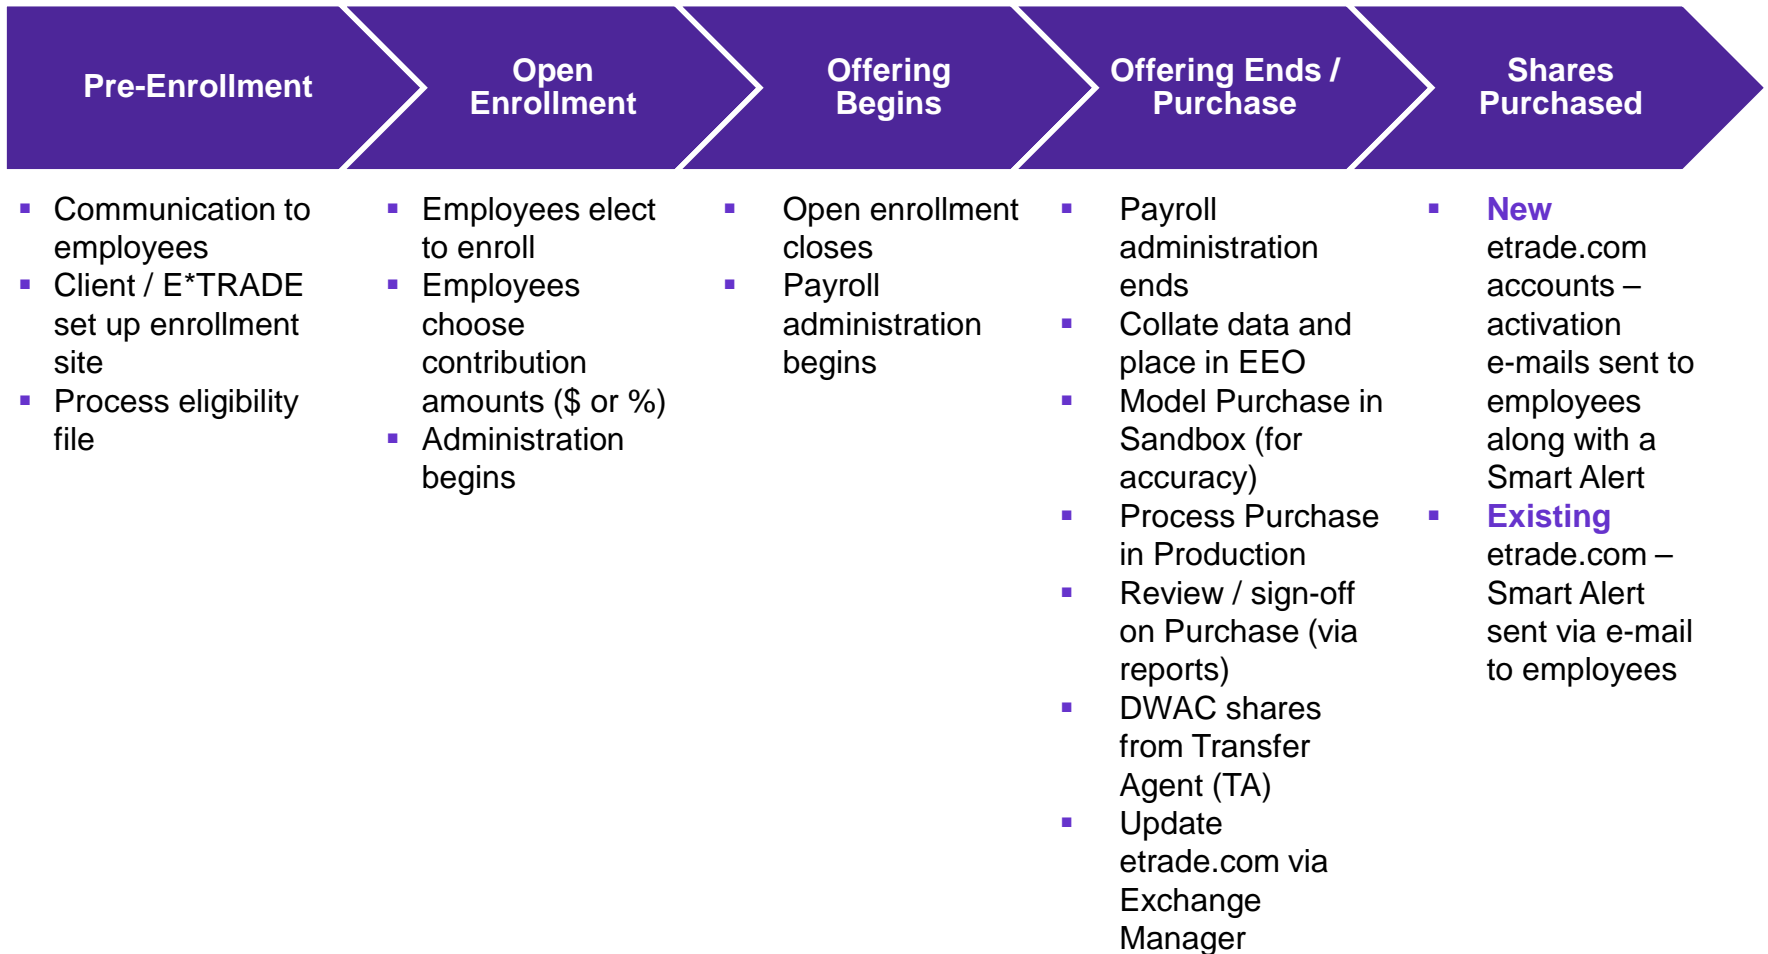 Pre-Enrollment
Open
Enrollment
Offering
Begins
Offering Ends /
Purchase
Shares
Purchased
▪ Communication to
employees
▪ Client / E*TRADE
set up enrollment
site
▪ Process eligibility
file
▪ Employees elect
to enroll
▪ Employees
choose
contribution
amounts ($ or %)
▪ Administration
begins
▪ Open enrollment
closes
▪ Payroll
administration
begins
▪ Payroll
administration
ends
▪ Collate data and
place in EEO
▪ Model Purchase in
Sandbox (for
accuracy)
▪ Process Purchase
in Production
▪ Review / sign-off
on Purchase (via
reports)
▪ DWAC shares
from Transfer
Agent (TA)
▪ Update
etrade.com via
Exchange
Manager
▪ New
etrade.com
accounts –
activation
e-mails sent to
employees
along with a
Smart Alert
▪ Existing
etrade.com –
Smart Alert
sent via e-mail
to employees